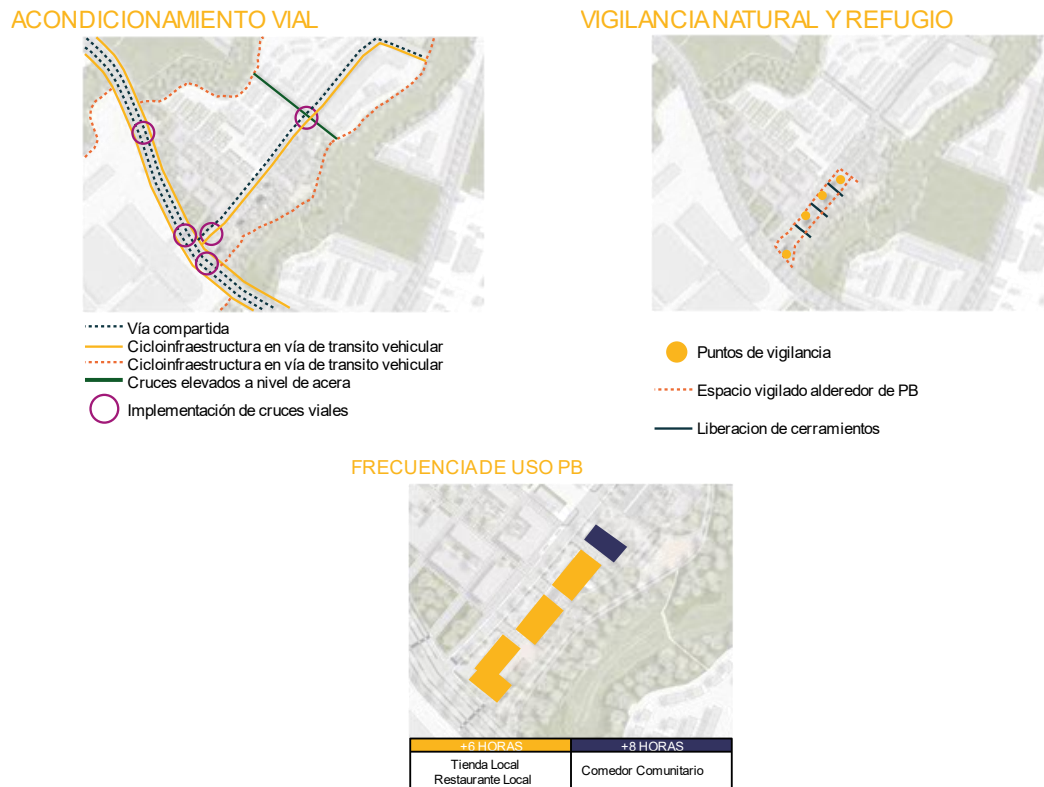 ACONDICIONAMIENTO VIAL
VIGILANCIA NATURAL Y REFUGIO
Vía compartida
Cicloinfraestructura en vía de transito vehicular
Cicloinfraestructura en vía de transito vehicular
Cruces elevados a nivel de acera
Implementación de cruces viales
Puntos de vigilancia
Espacio vigilado alderedor de PB
Liberacion de cerramientos
FRECUENCIA DE USO PB
+6 HORAS
+8 HORAS
Tienda Local
Restaurante Local
Comedor Comunitario